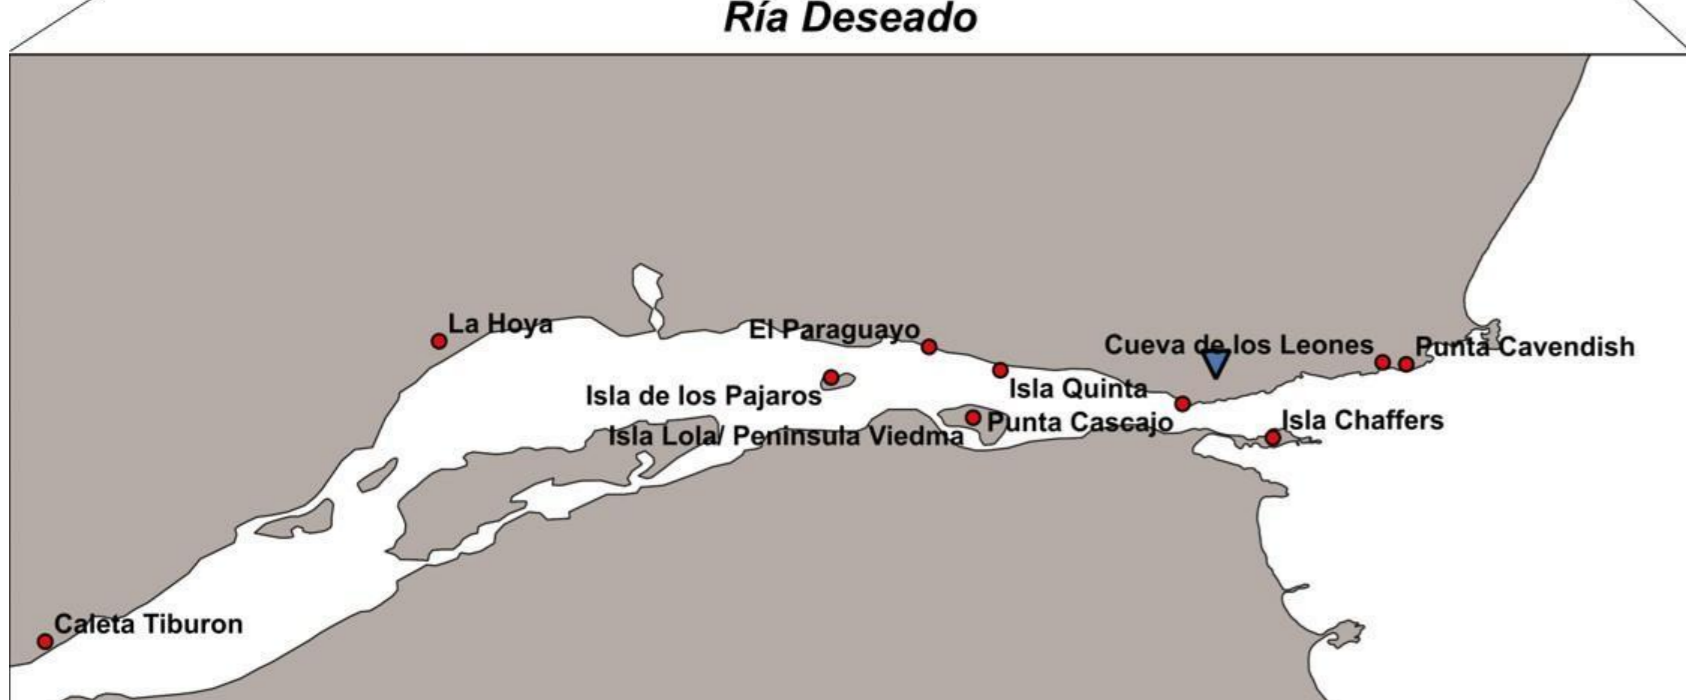 Ría Deseado
La Hoya
El Paraguayo
Cueva de los Leones
Punta Cavendish
Isla de los Pajaros
Isla Quinta
Isla Lola/ Peninsula Viedma
Punta Cascajo
Isla Chaffers
Caleta Tiburon